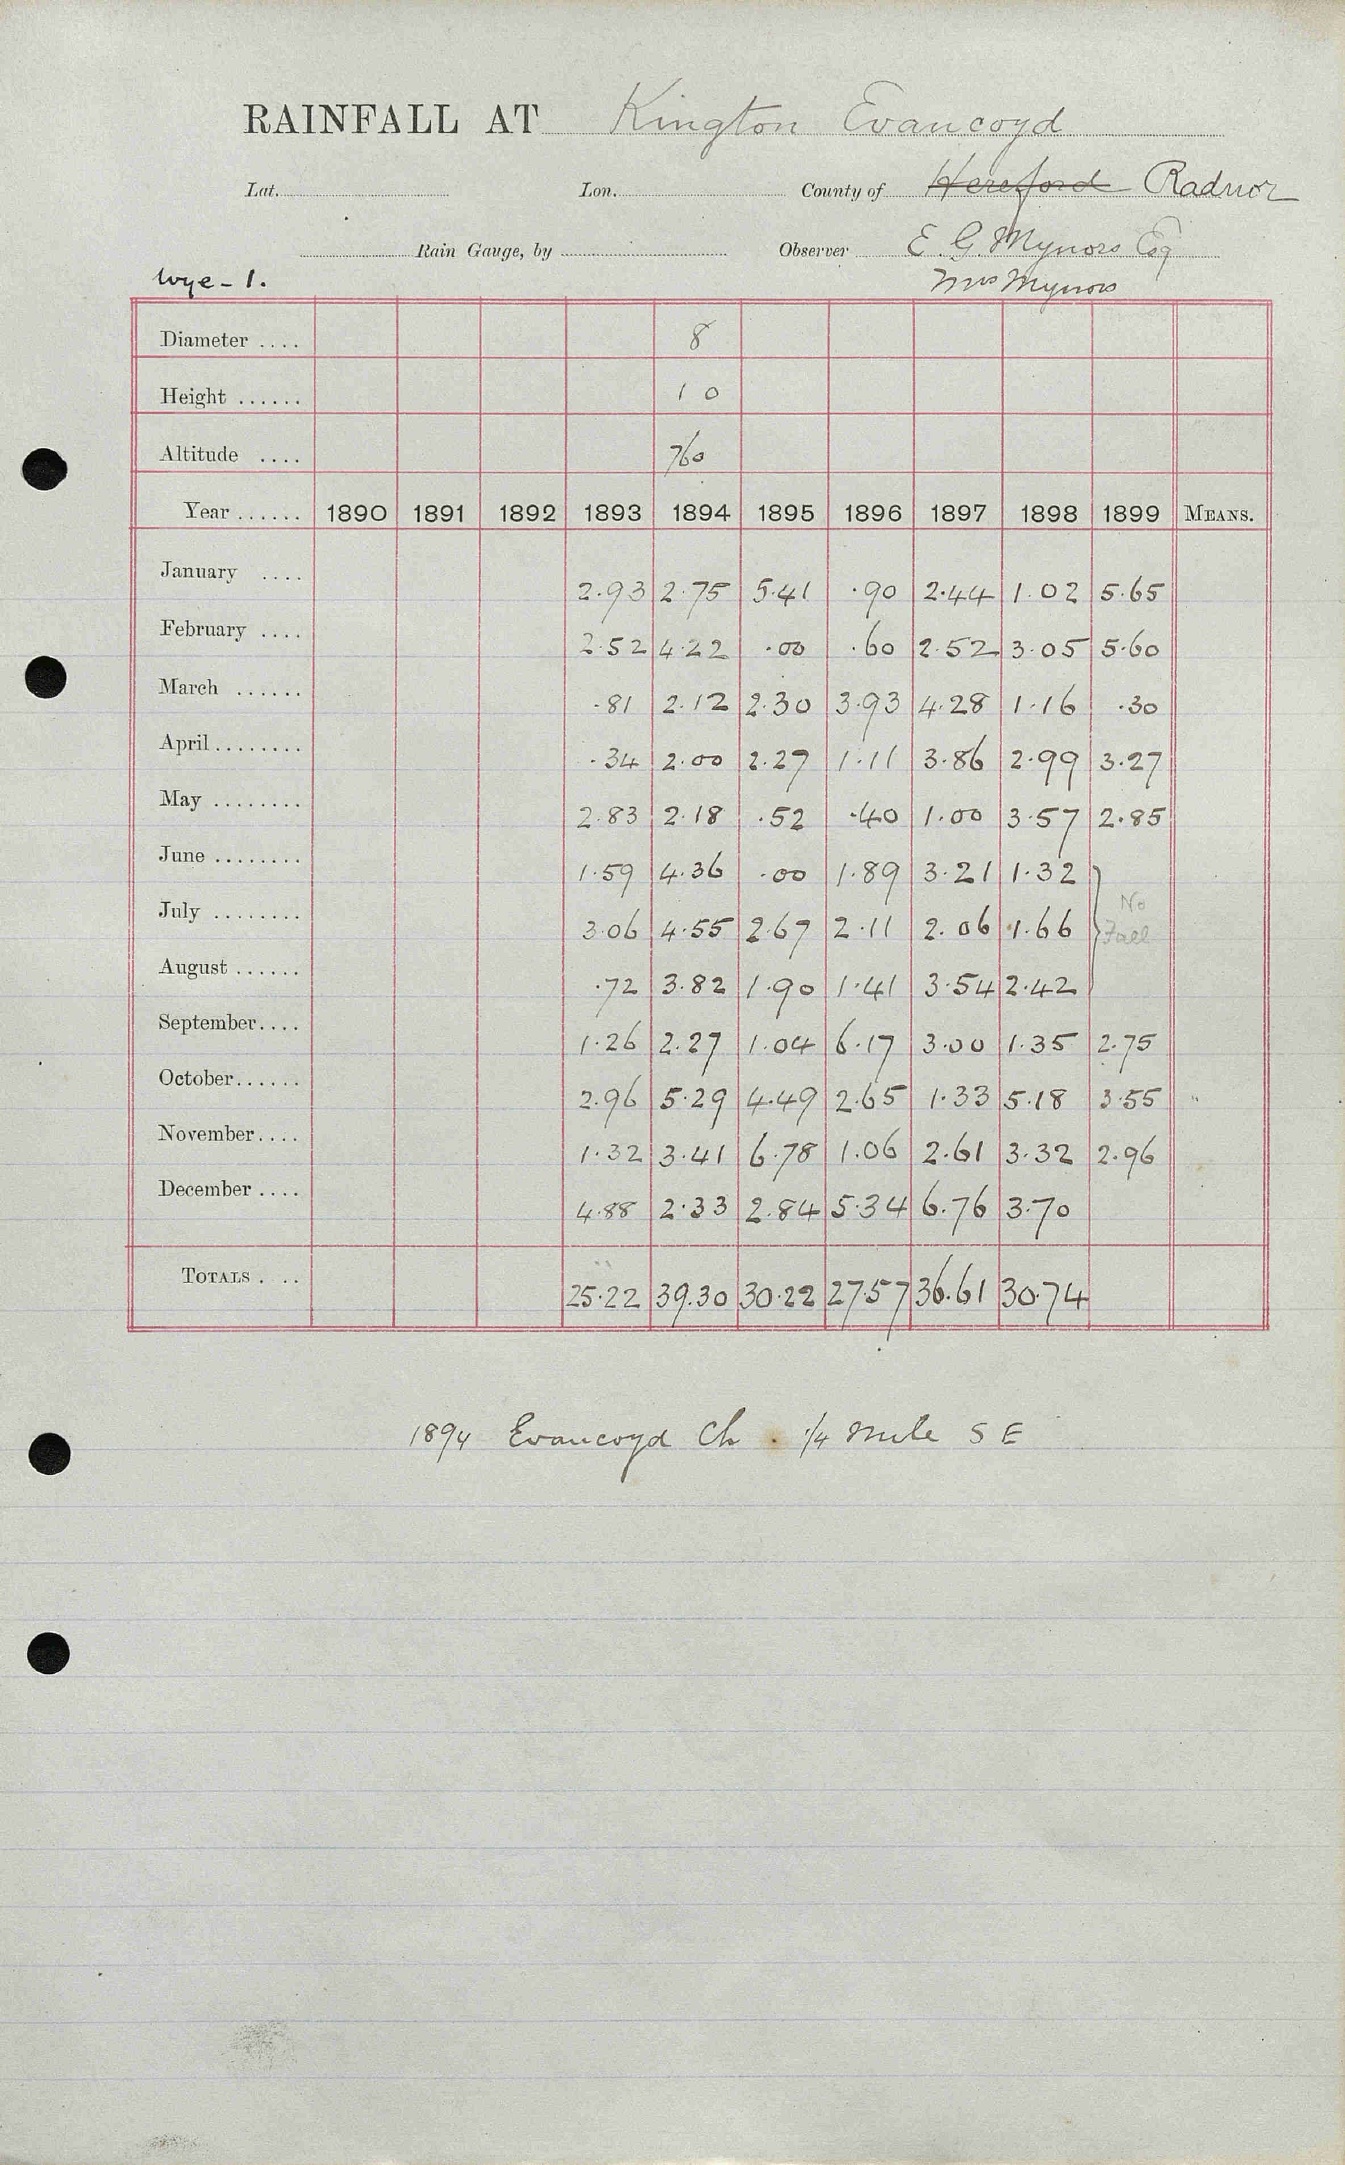 RAINFALL AT Kington Evancoyd
Lat. Lon. County of Hereford Radnor
Rain Gauge, by Observer E. G. Mynors Esq
Wye - 1. Mrs Mynors
Diameter .... 8
Height ...... 1 0
Altitude .... 760
Year ...... 1890 1891 1892 1893 1894 1895 1896 1897 1898 1899 MEANS.
January .... 2.93 2.75 5.41 .90 2.44 1.02 5.65
February .... 2.52 4.22 .00 .60 2.52 3.05 5.60
March ...... .81 2.12 2.30 3.93 4.28 1.16 .30
April ........ .34 2.00 2.27 1.11 3.86 2.99 3.27
May ........ 2.83 2.18 .52 .40 1.00 3.57 2.85
June ........ 1.59 4.36 .00 1.89 3.21 1.32
July ........ 3.06 4.55 2.67 2.11 2.06 1.66 No Fall
August ...... .72 3.82 1.90 1.41 3.54 2.42
September.... 1.26 2.27 1.04 6.17 3.00 1.35 2.75
October...... 2.96 5.29 4.49 2.65 1.33 5.18 3.55
November.... 1.32 3.41 6.78 1.06 2.61 3.32 2.96
December .... 4.88 2.33 2.84 5.34 6.76 3.70
TOTALS . .. 25.22 39.30 30.22 27.57 36.61 30.74
1894 Evancoyd Ch . 1/4 mile S E